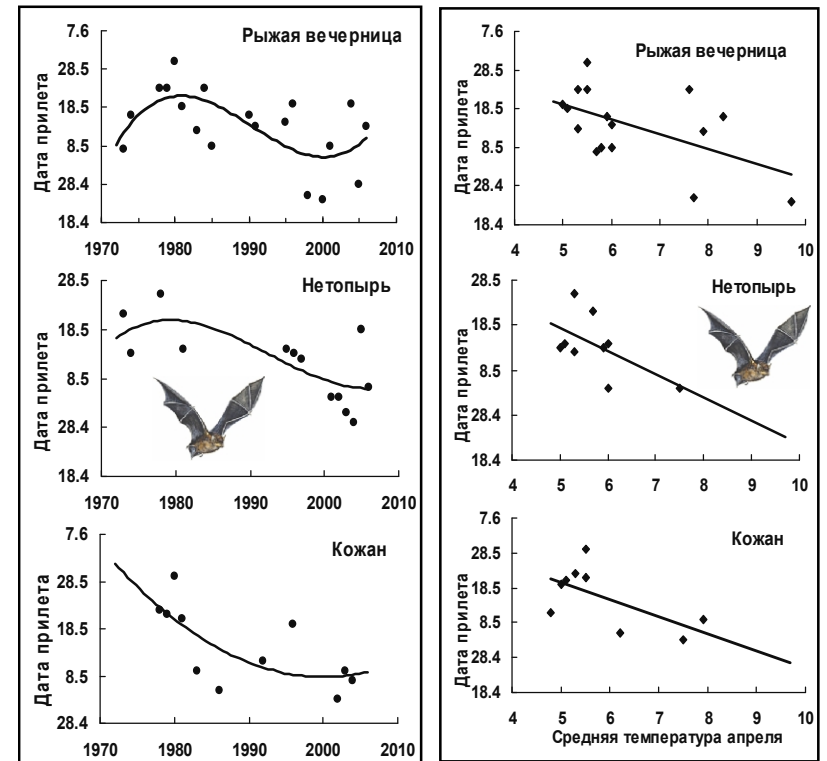 Рыжая вечерница
Дата прилета
7.6
28.5
18.5
8.5
28.4
18.4
1970 1980 1990 2000 2010
Нетопырь
Дата прилета
28.5
18.5
8.5
28.4
18.4
1970 1980 1990 2000 2010
Кожан
Дата прилета
7.6
28.5
18.5
8.5
28.4
1970 1980 1990 2000 2010
Рыжая вечерница
Дата прилета
7.6
28.5
18.5
8.5
28.4
18.4
4 5 6 7 8 9 10
Нетопырь
Дата прилета
28.5
18.5
8.5
28.4
18.4
4 5 6 7 8 9 10
Кожан
Дата прилета
7.6
28.5
18.5
8.5
28.4
18.4
4 5 6 7 8 9 10
Средняя температура апреля